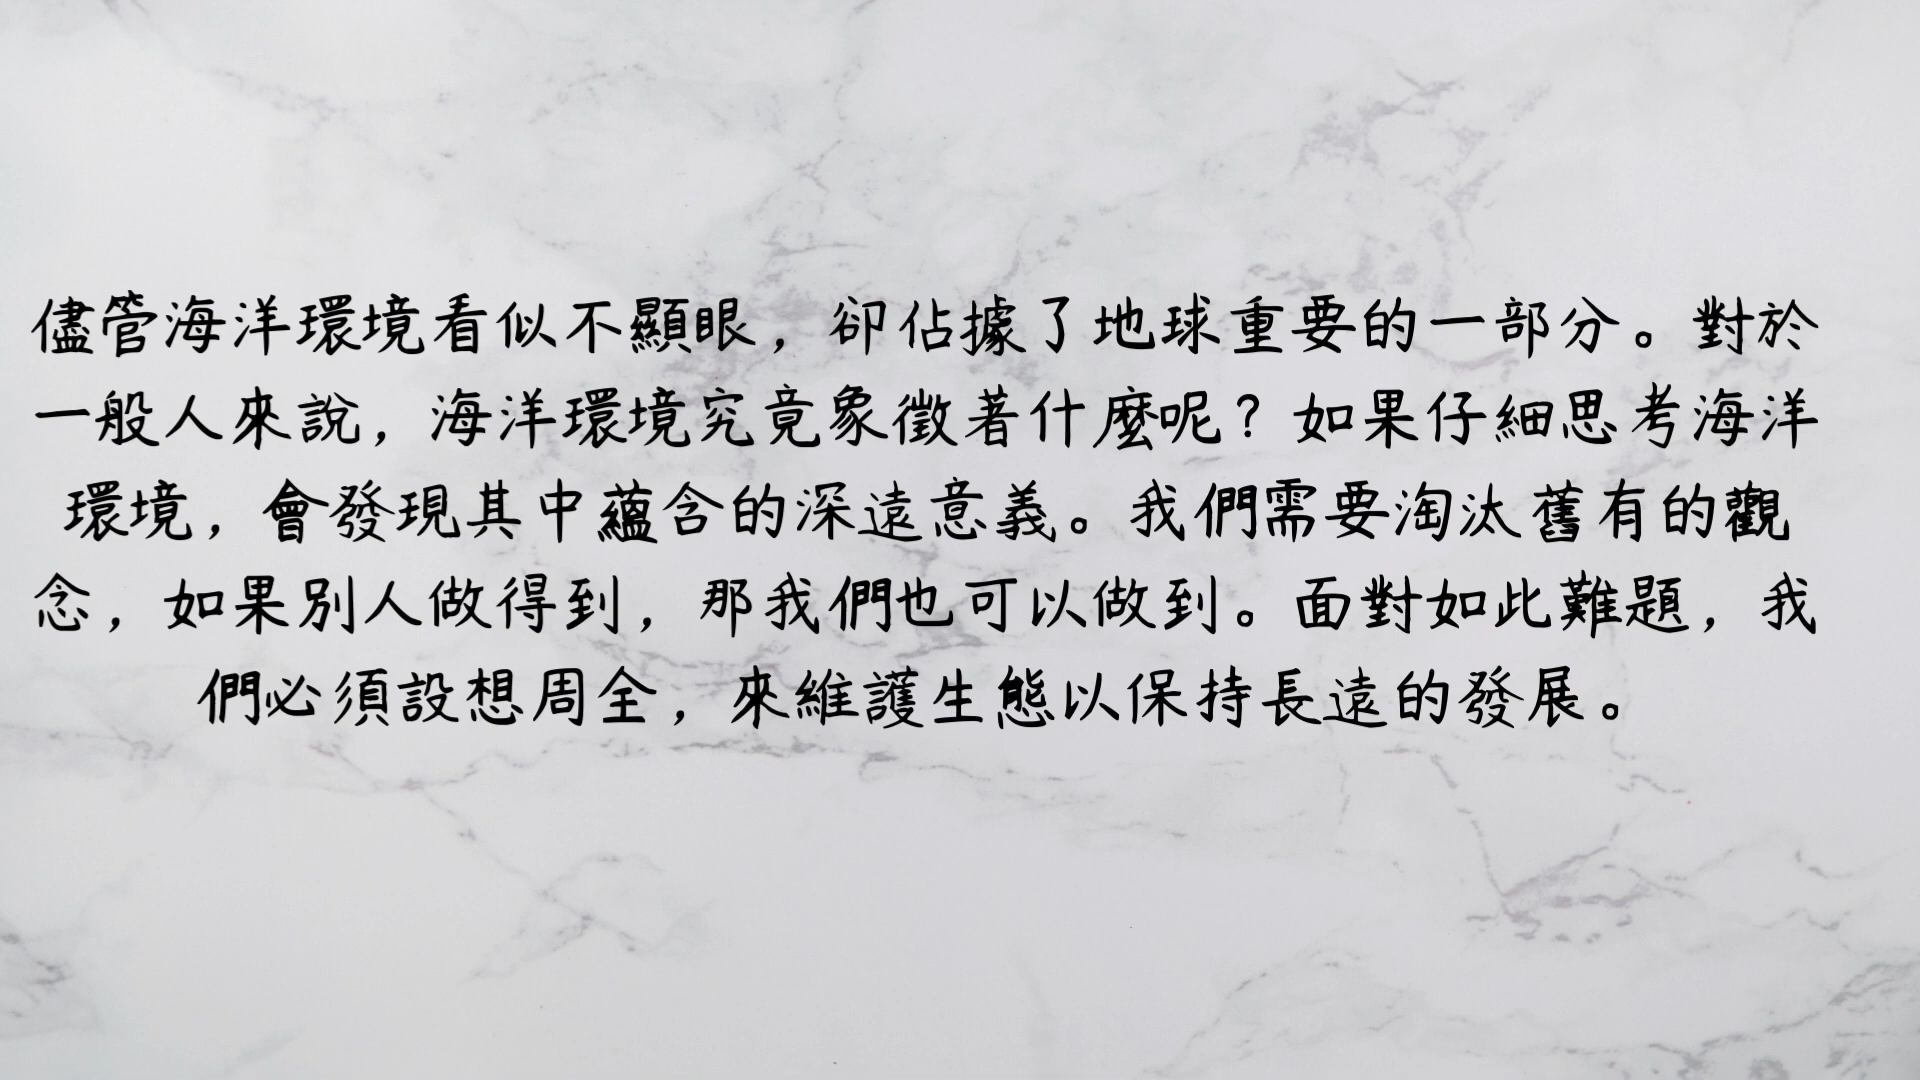 儘管海洋環境看似不顯眼，卻佔據了地球重要的一部分。對於
一般人來說，海洋環境究竟象徵著什麼呢？如果仔細思考海洋
環境，會發現其中蘊含的深遠意義。我們需要淘汰舊有的觀
念，如果別人做得到，那我們也可以做到。面對如此難題，我
們必須設想周全，來維護生態以保持長遠的發展。